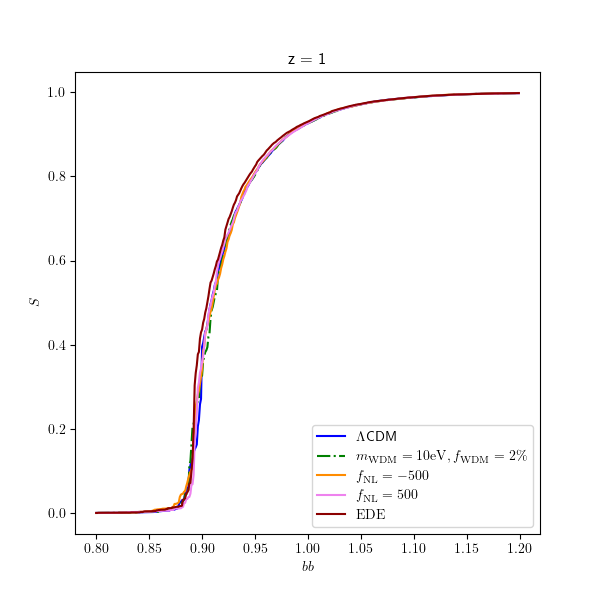 z = 1
1.0
0.8
0.6
0.4
0.2
0.0
S
0.80 0.85 0.90 0.95 1.00 1.05 1.10 1.15 1.20
bb
ΛCDM
m_WDM = 10eV, f_WDM = 2%
f_NL = −500
f_NL = 500
EDE